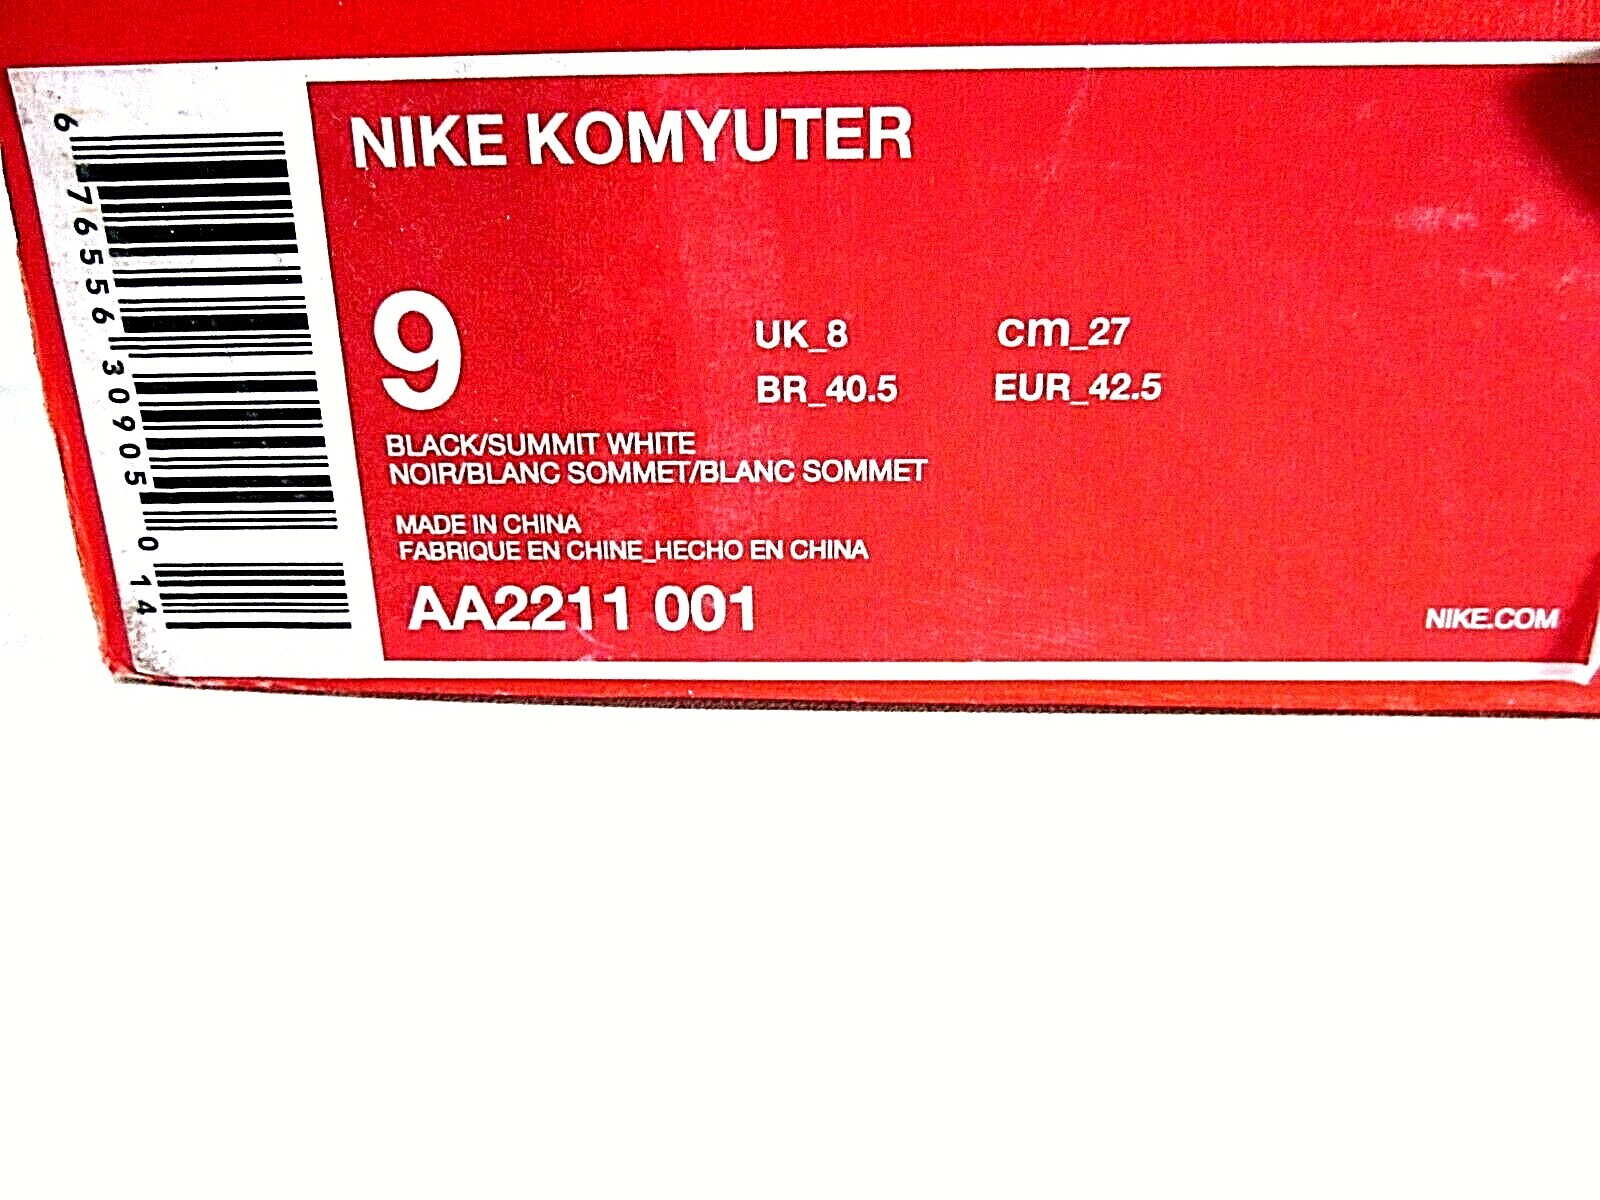 NIKE KOMYUTER
9
UK_8 cm_27
BR_40.5 EUR_42.5
BLACK/SUMMIT WHITE
NOIR/BLANC SOMMET/BLANC SOMMET
MADE IN CHINA
FABRIQUE EN CHINE_HECHO EN CHINA
AA2211 001
NIKE.COM
6 76556 30905 0 14